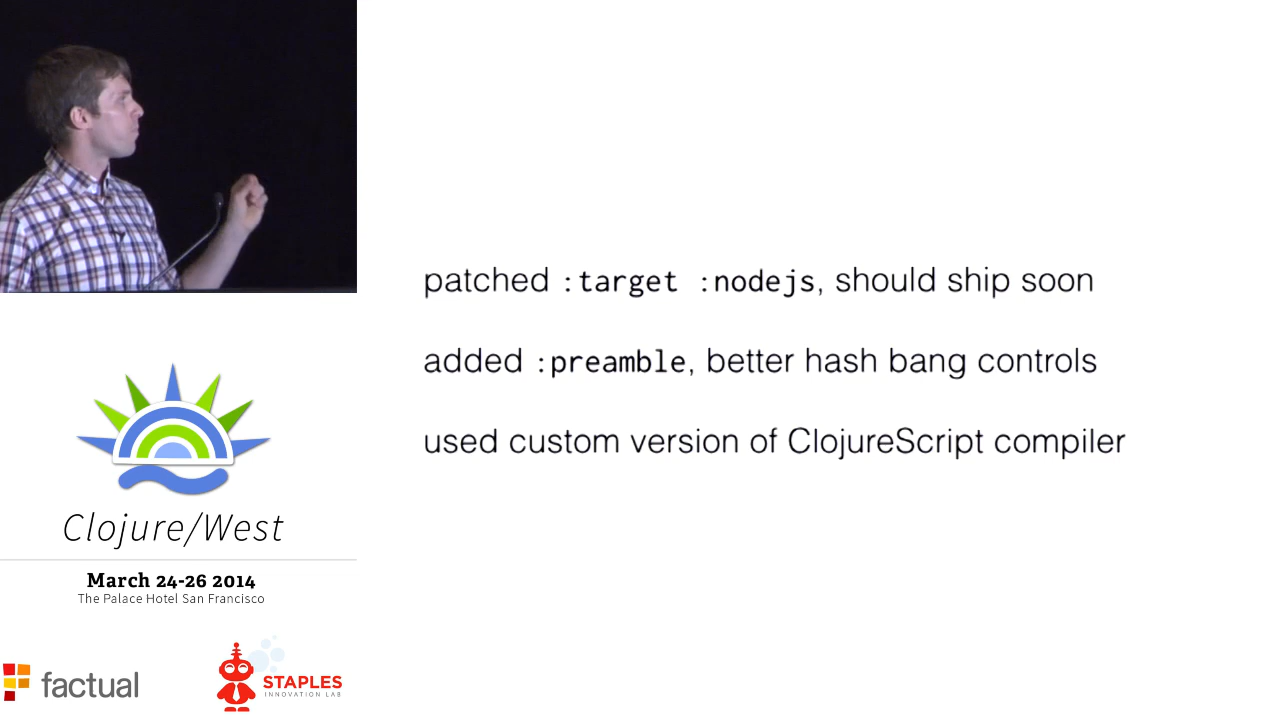 patched :target :nodejs, should ship soon
added :preamble, better hash bang controls
used custom version of ClojureScript compiler
Clojure/West
March 24-26 2014
The Palace Hotel San Francisco
factual
STAPLES
INNOVATION LAB